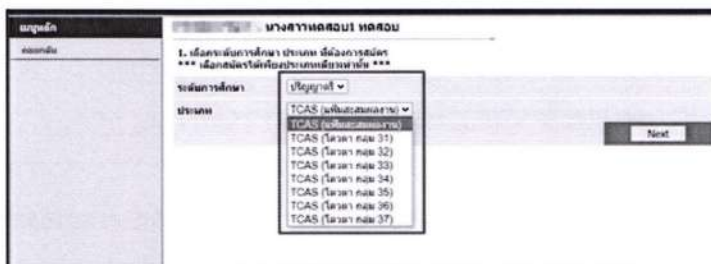 เมนูหลัก
ถอยกลับ
นางสาวทดสอบ1 ทดสอบ
1. เลือกระดับการศึกษา ประเภท ที่ต้องการสมัคร
*** เลือกสมัครได้เพียงประเภทเดียวเท่านั้น ***
ระดับการศึกษา ปริญญาตรี
ประเภท TCAS (แฟ้มสะสมผลงาน)
TCAS (แฟ้มสะสมผลงาน)
TCAS (โควตา กลุ่ม 31)
TCAS (โควตา กลุ่ม 32)
TCAS (โควตา กลุ่ม 33)
TCAS (โควตา กลุ่ม 34)
TCAS (โควตา กลุ่ม 35)
TCAS (โควตา กลุ่ม 36)
TCAS (โควตา กลุ่ม 37)
Next